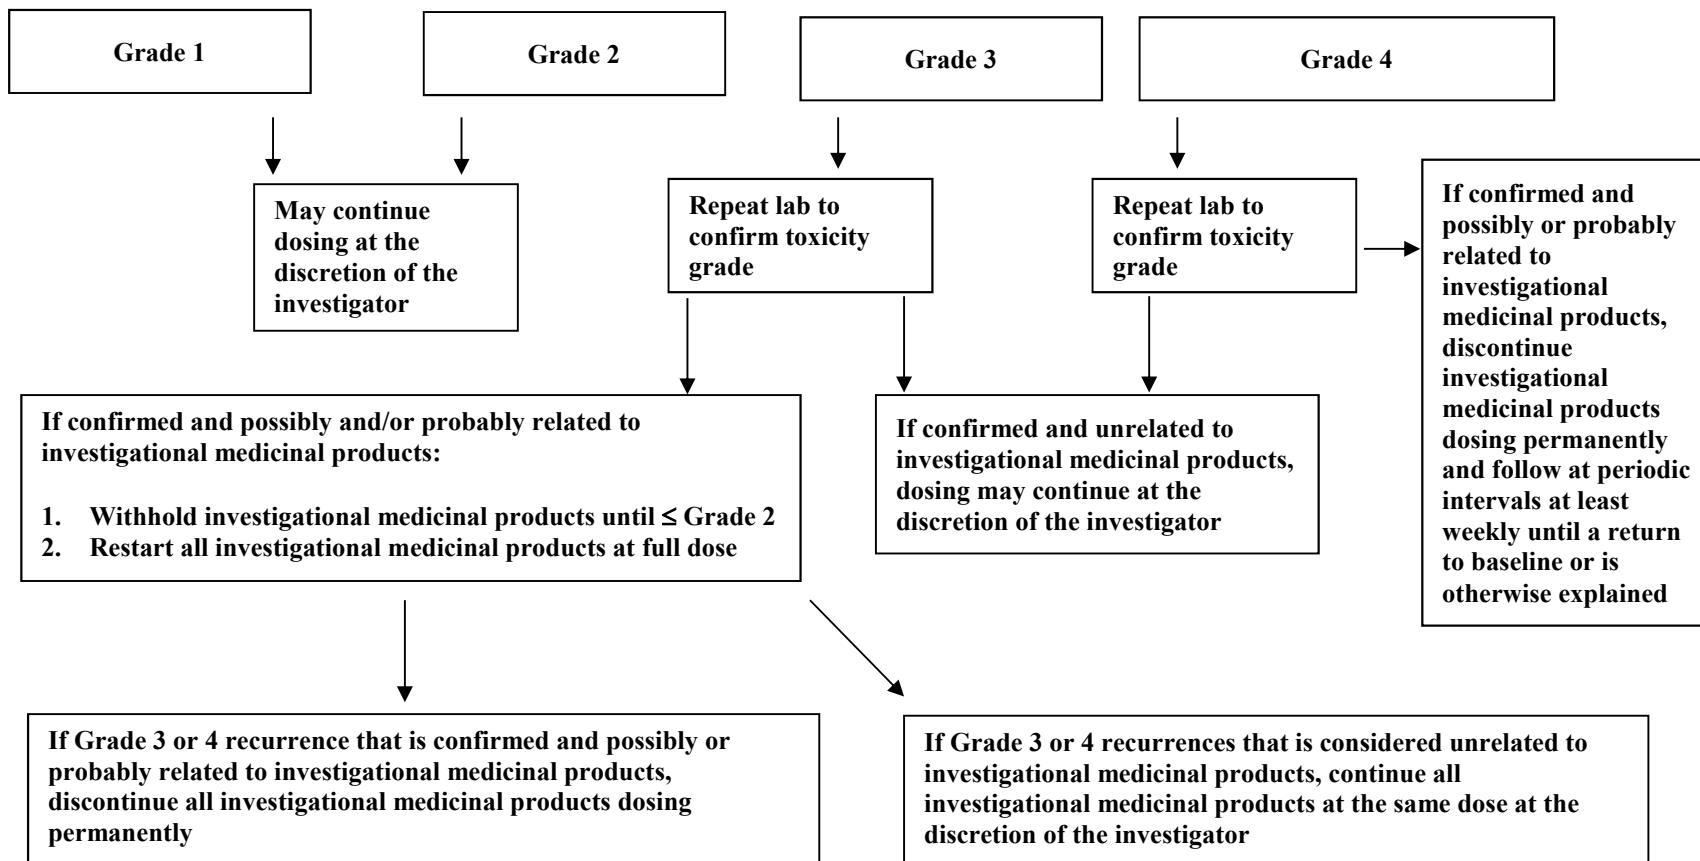 Grade 1
Grade 2
Grade 3
Grade 4
May continue
dosing at the
discretion of the
investigator
Repeat lab to
confirm toxicity
grade
Repeat lab to
confirm toxicity
grade
If confirmed and
possibly or probably
related to
investigational
medicinal products,
discontinue
investigational
medicinal products
dosing permanently
and follow at periodic
intervals at least
weekly until a return
to baseline or is
otherwise explained
If confirmed and possibly and/or probably related to
investigational medicinal products:
1. Withhold investigational medicinal products until ≤ Grade 2
2. Restart all investigational medicinal products at full dose
If confirmed and unrelated to
investigational medicinal products,
dosing may continue at the
discretion of the investigator
If Grade 3 or 4 recurrence that is confirmed and possibly or
probably related to investigational medicinal products,
discontinue all investigational medicinal products dosing
permanently
If Grade 3 or 4 recurrences that is considered unrelated to
investigational medicinal products, continue all
investigational medicinal products at the same dose at the
discretion of the investigator